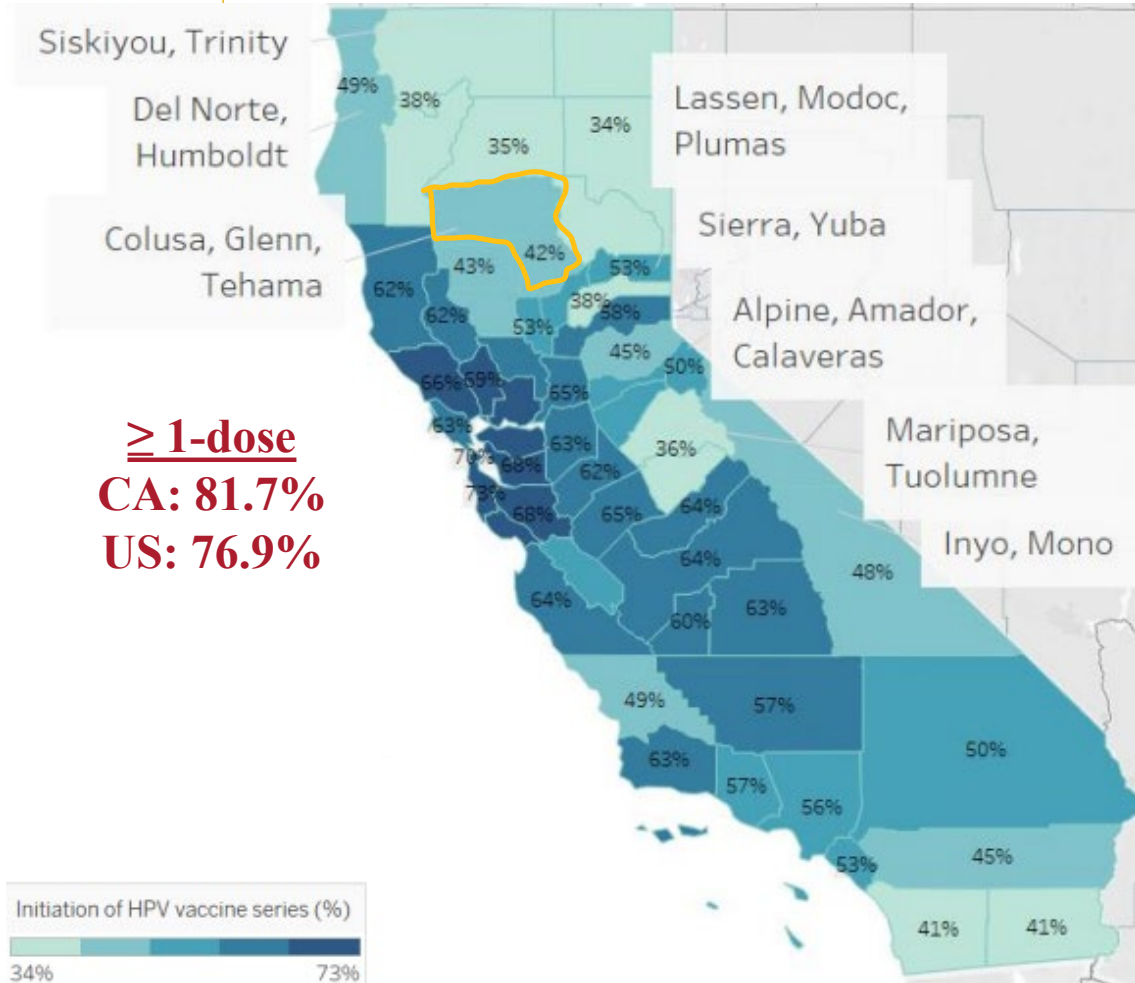 Siskiyou, Trinity
Del Norte,
Humboldt
Colusa, Glenn,
Tehama
Lassen, Modoc,
Plumas
Sierra, Yuba
Alpine, Amador,
Calaveras
Mariposa,
Tuolumne
Inyo, Mono
49%
38%
35%
34%
42%
43%
53%
62%
62%
53%
38%
58%
45%
50%
66%
69%
65%
63%
63%
70%
68%
62%
36%
73%
68%
65%
64%
64%
48%
64%
60%
63%
49%
57%
50%
63%
57%
56%
53%
45%
41%
41%
≥ 1-dose
CA: 81.7%
US: 76.9%
Initiation of HPV vaccine series (%)
34%
73%